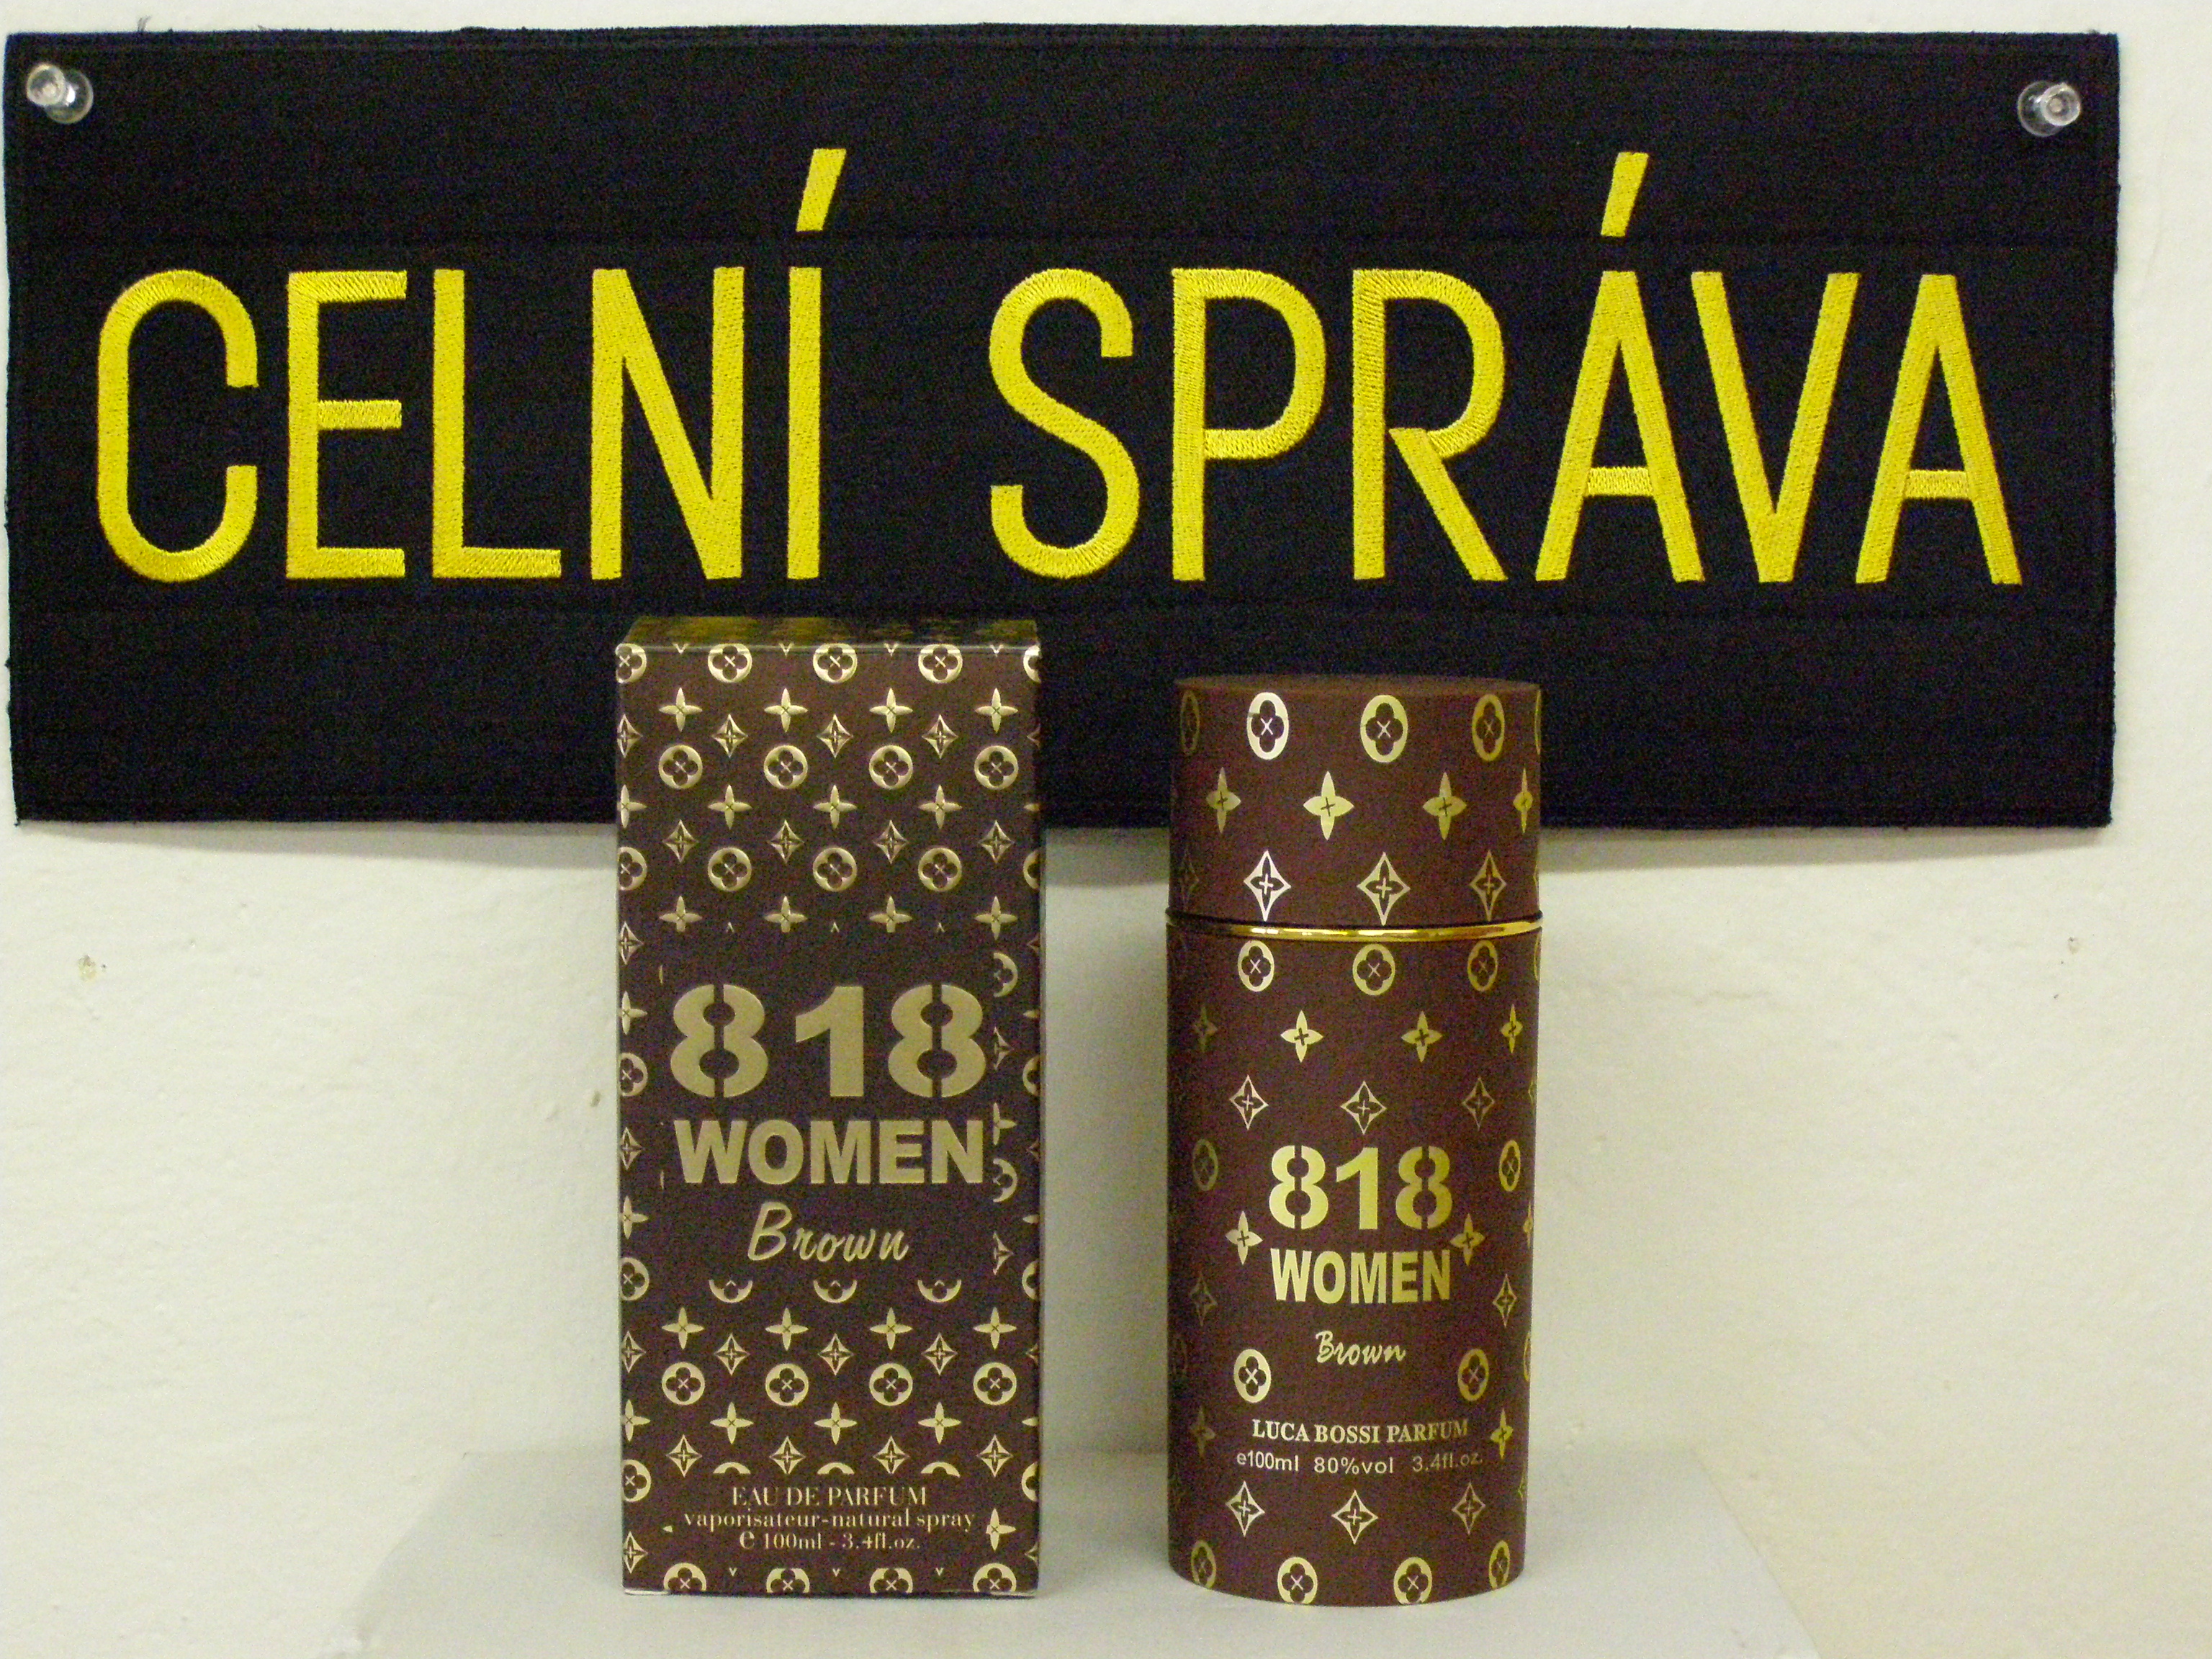 CELNÍ SPRÁVA
818
WOMEN
Brown
EAU DE PARFUM
vaporisateur-natural spray
e 100ml - 3.4fl.oz.
818
WOMEN
Brown
LUCA BOSSI PARFUM
e100ml 80%vol 3.4fl.oz.